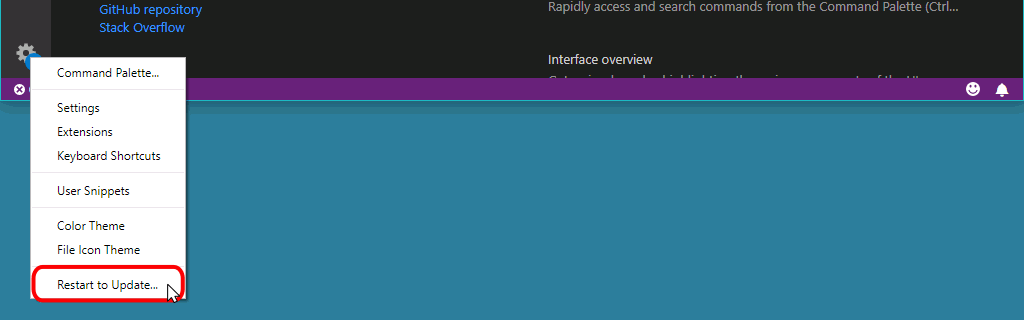 GitHub repository
Stack Overflow
Rapidly access and search commands from the Command Palette (Ctrl...
Interface overview
Command Palette...
Settings
Extensions
Keyboard Shortcuts
User Snippets
Color Theme
File Icon Theme
Restart to Update...